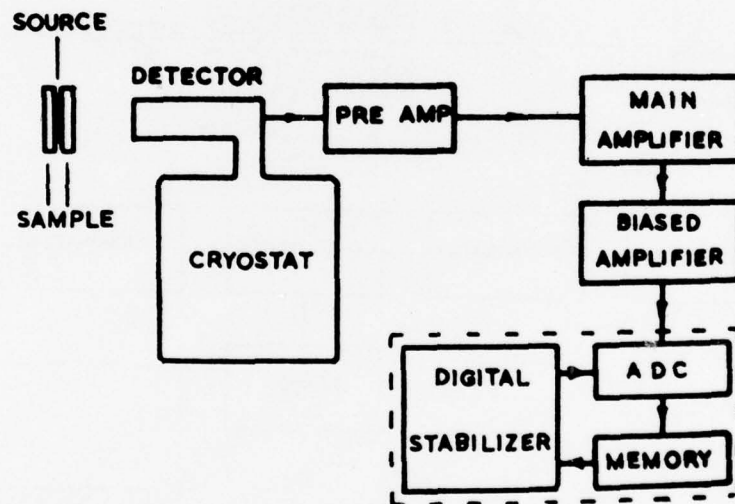 SOURCE
DETECTOR
SAMPLE
CRYOSTAT
PRE AMP
MAIN
AMPLIFIER
BIASED
AMPLIFIER
ADC
DIGITAL
STABILIZER
MEMORY